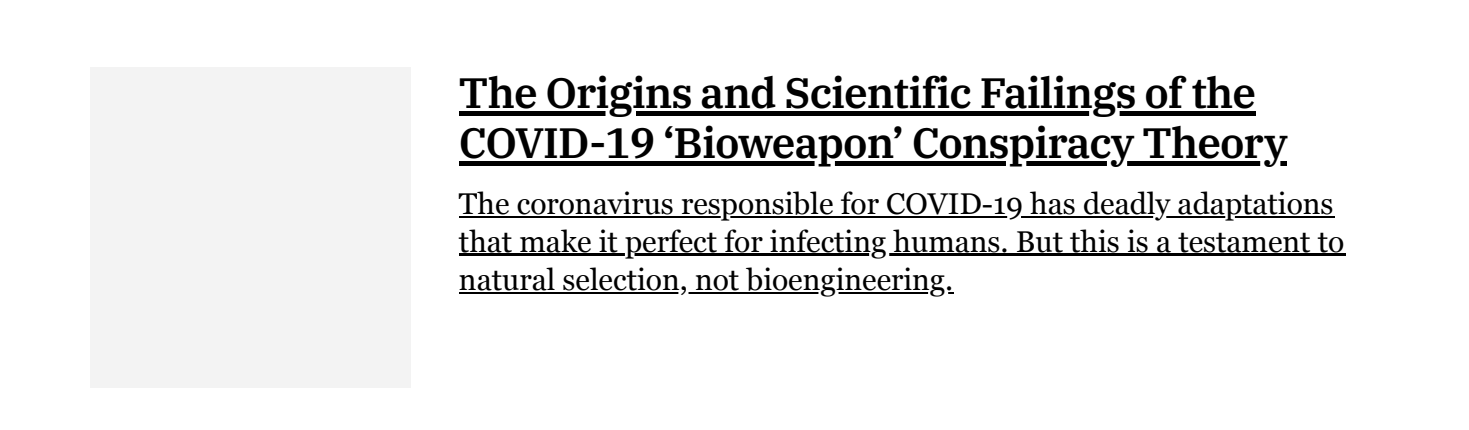 The Origins and Scientific Failings of the
COVID-19 ‘Bioweapon’ Conspiracy Theory
The coronavirus responsible for COVID-19 has deadly adaptations
that make it perfect for infecting humans. But this is a testament to
natural selection, not bioengineering.